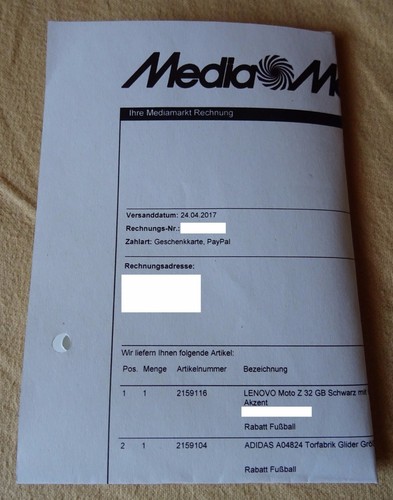 Media M
Ihre Mediamarkt Rechnung
Versanddatum: 24.04.2017
Rechnungs-Nr.:
Zahlart: Geschenkkarte, PayPal
Rechnungsadresse:
Wir liefern Ihnen folgende Artikel:
Pos. Menge Artikelnummer Bezeichnung
1 1 2159116 LENOVO Moto Z 32 GB Schwarz mit
Akzent
Rabatt Fußball
2 1 2159104 ADIDAS A04824 Torfabrik Glider Grö
Rabatt Fußball